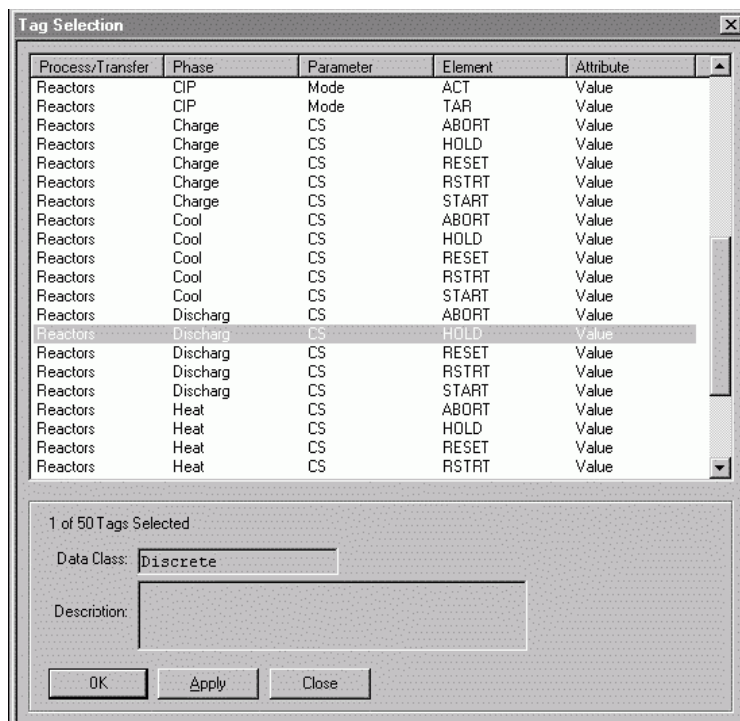 Tag Selection
Process/Transfer Phase Parameter Element Attribute
Reactors CIP Mode ACT Value
Reactors CIP Mode TAR Value
Reactors Charge CS ABORT Value
Reactors Charge CS HOLD Value
Reactors Charge CS RESET Value
Reactors Charge CS RSTRT Value
Reactors Charge CS START Value
Reactors Cool CS ABORT Value
Reactors Cool CS HOLD Value
Reactors Cool CS RESET Value
Reactors Cool CS RSTRT Value
Reactors Cool CS START Value
Reactors Discharg CS ABORT Value
Reactors Discharg CS HOLD Value
Reactors Discharg CS RESET Value
Reactors Discharg CS RSTRT Value
Reactors Discharg CS START Value
Reactors Heat CS ABORT Value
Reactors Heat CS HOLD Value
Reactors Heat CS RESET Value
Reactors Heat CS RSTRT Value
1 of 50 Tags Selected
Data Class: Discrete
Description:
OK Apply Close